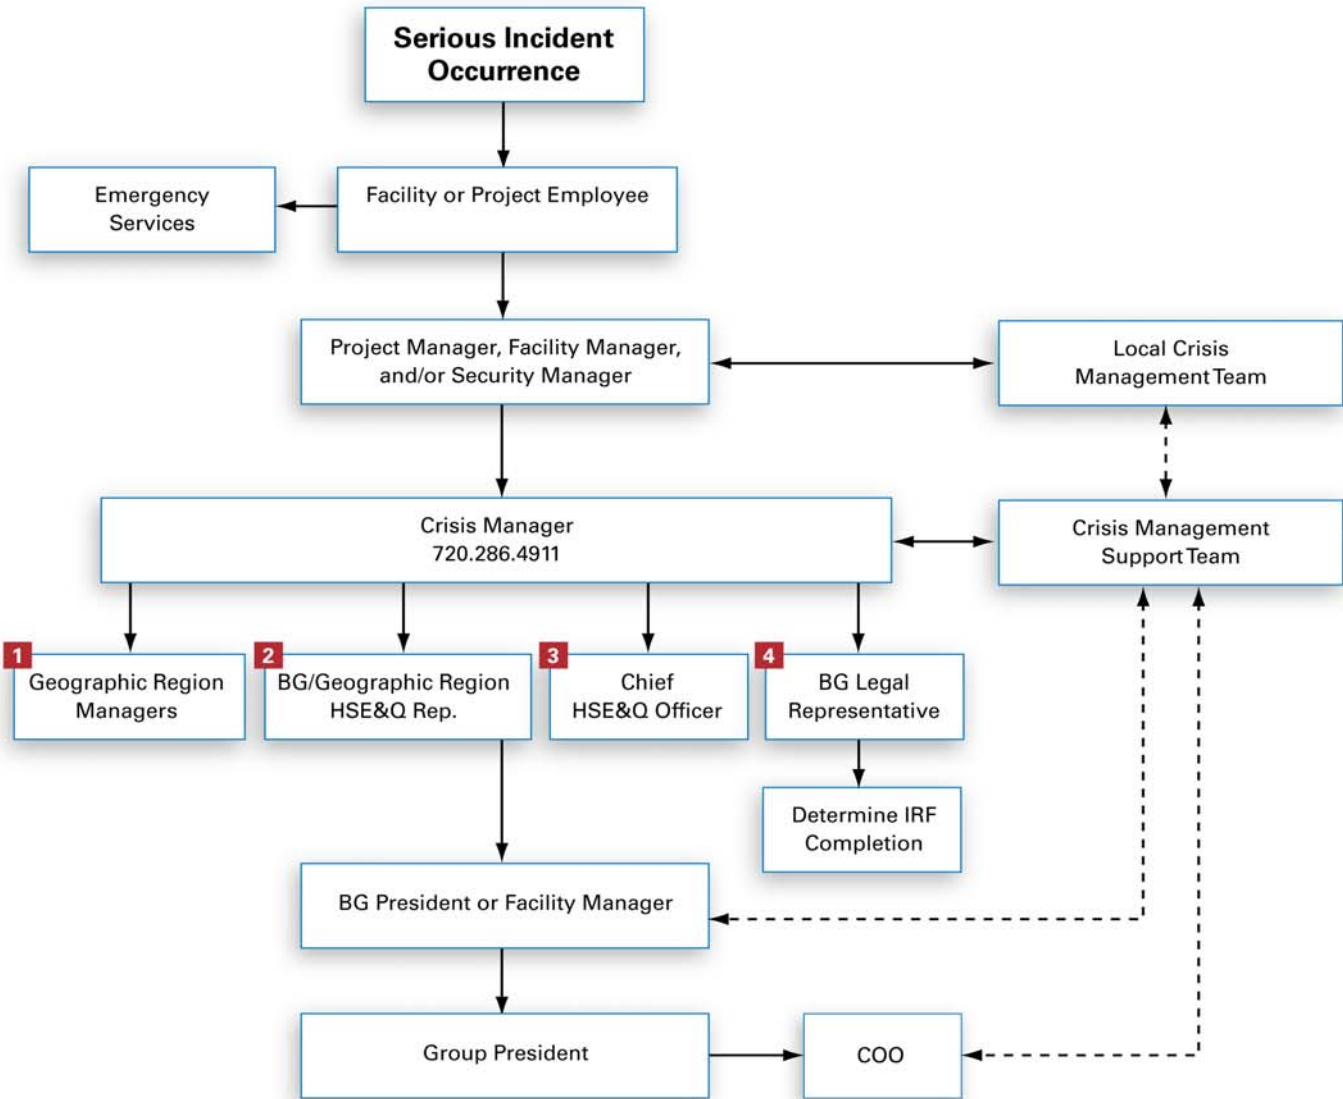 Serious Incident
Occurrence
Emergency
Services
Facility or Project Employee
Project Manager, Facility Manager,
and/or Security Manager
Local Crisis
Management Team
Crisis Manager
720.286.4911
Crisis Management
Support Team
1
Geographic Region
Managers
2
BG/Geographic Region
HSE&Q Rep.
3
Chief
HSE&Q Officer
4
BG Legal
Representative
Determine IRF
Completion
BG President or Facility Manager
Group President
COO